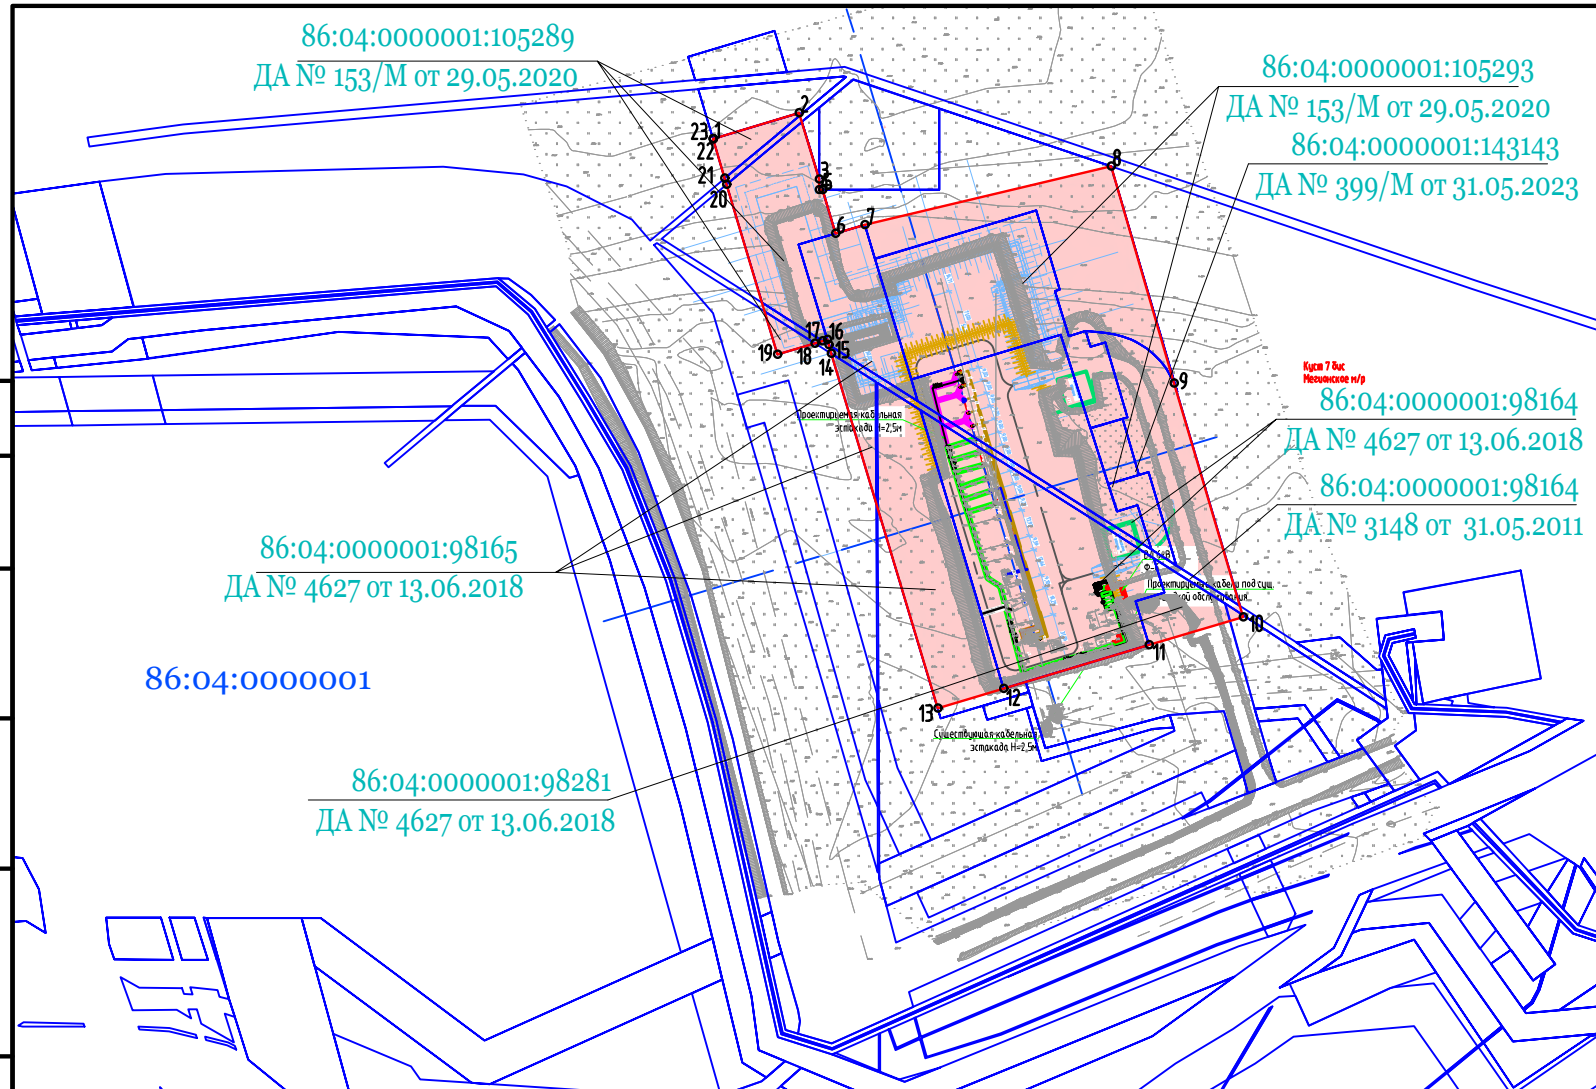 86:04:0000001:105289
ДА № 153/М от 29.05.2020
86:04:0000001:105293
ДА № 153/М от 29.05.2020
86:04:0000001:143143
ДА № 399/М от 31.05.2023
2
23
1
22
21
20
3
8
6
7
19
18
17
16
15
14
9
Куст 7 бис
Мегионское м/р
86:04:0000001:98164
ДА № 4627 от 13.06.2018
86:04:0000001:98164
ДА № 3148 от 31.05.2011
Проектируемая кабельная
эстакада H=2,5м
86:04:0000001:98165
ДА № 4627 от 13.06.2018
Проектируемые кабели под сущ.
10
11
12
13
86:04:0000001
Существующая кабельная
эстакада H=2,5м
86:04:0000001:98281
ДА № 4627 от 13.06.2018